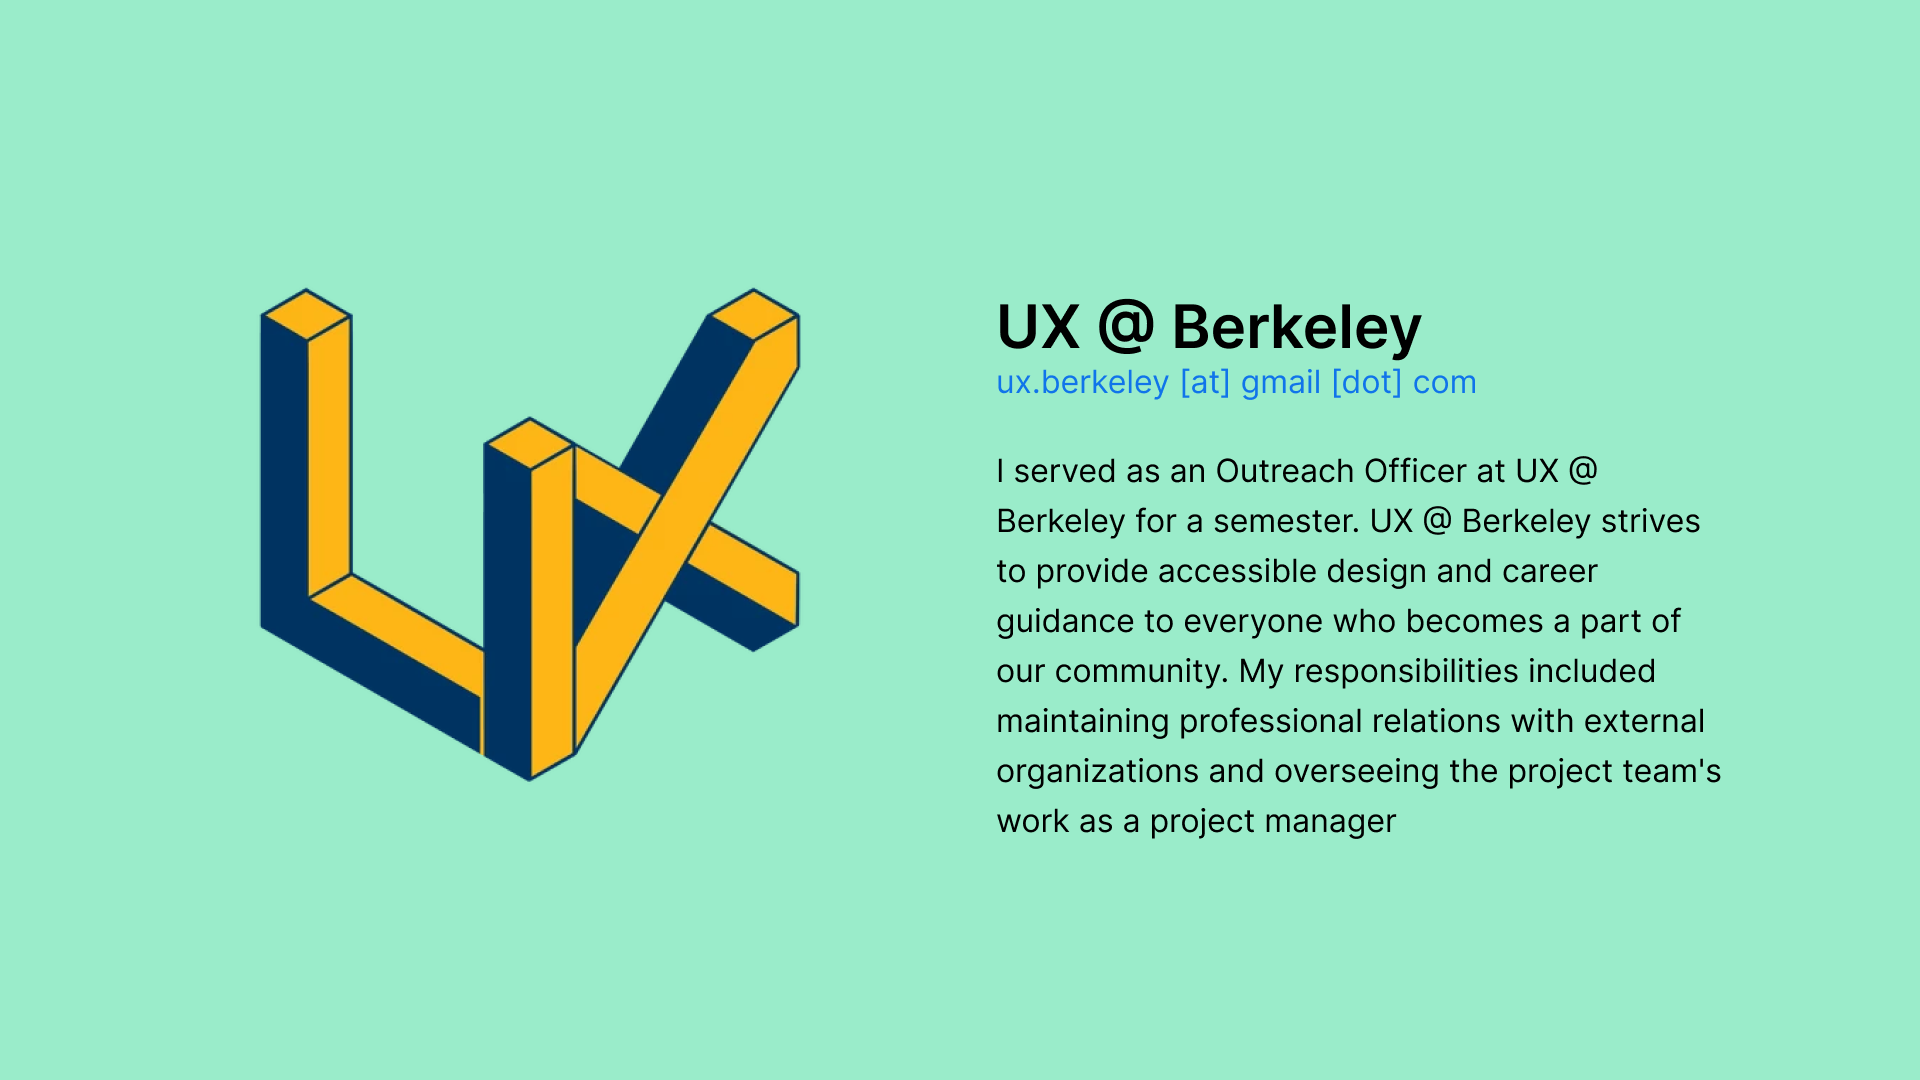 UX
UX @ Berkeley
ux.berkeley [at] gmail [dot] com
I served as an Outreach Officer at UX @
Berkeley for a semester. UX @ Berkeley strives
to provide accessible design and career
guidance to everyone who becomes a part of
our community. My responsibilities included
maintaining professional relations with external
organizations and overseeing the project team's
work as a project manager